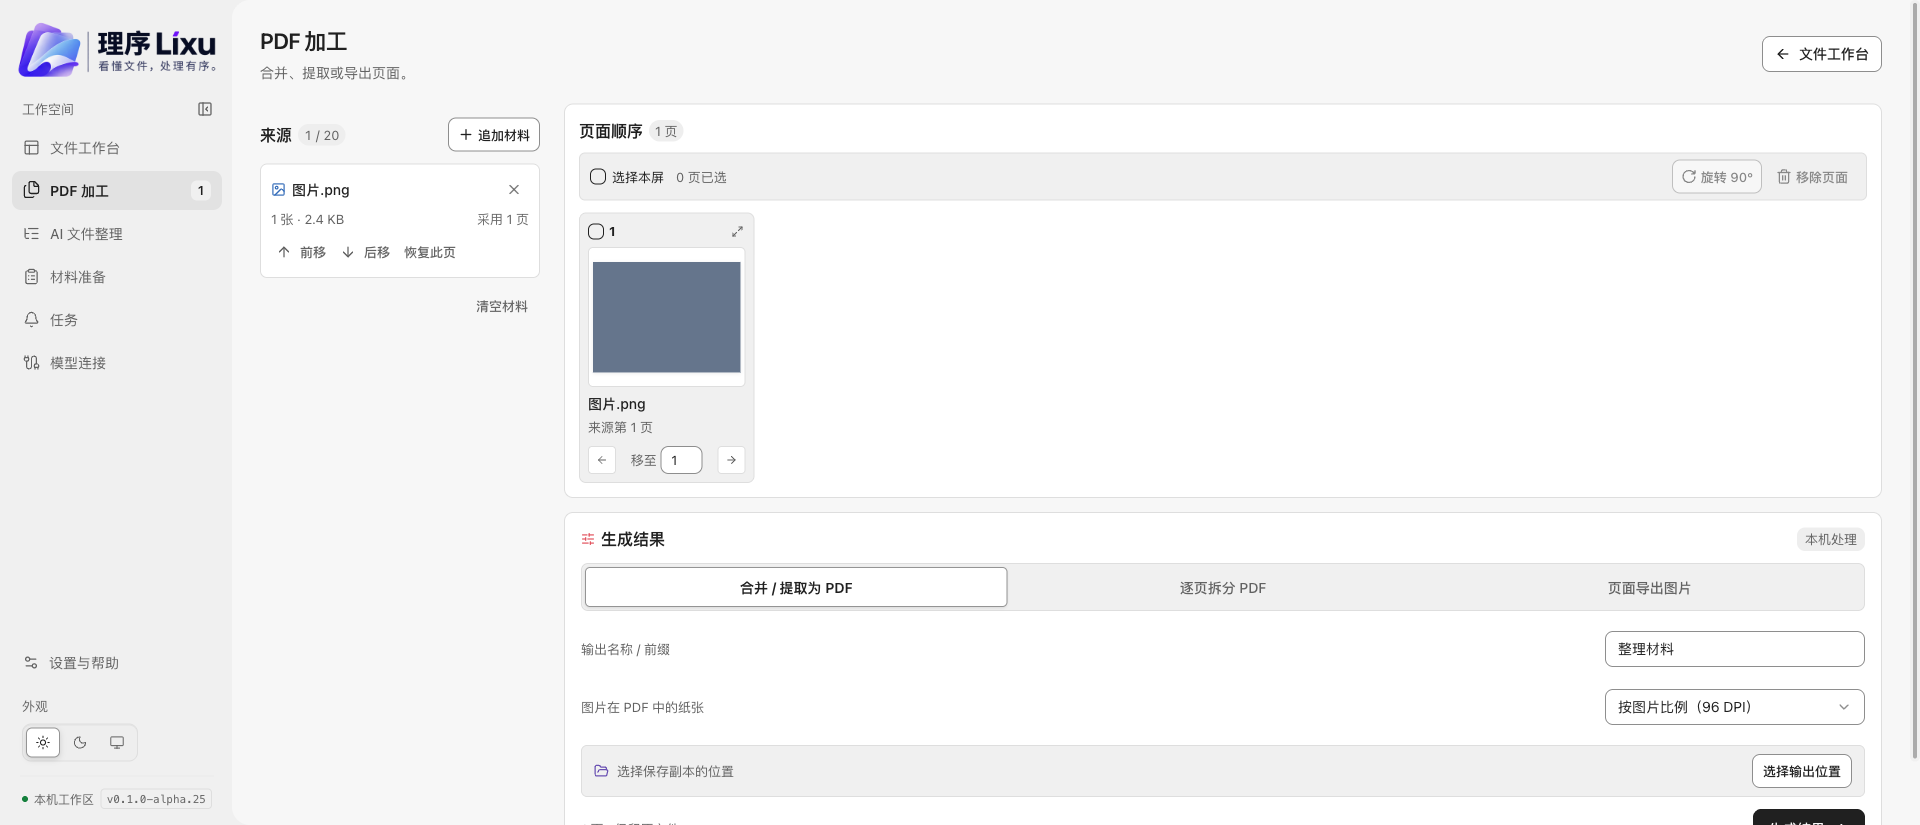 理序 Lixu
看懂文件，处理有序。
工作空间
文件工作台
PDF 加工
1
AI 文件整理
材料准备
任务
模型连接
设置与帮助
外观
本机工作区
v0.1.0-alpha.25
PDF 加工
合并、提取或导出页面。
文件工作台
来源
1 / 20
追加材料
图片.png
1 张 · 2.4 KB
采用 1 页
前移
后移
恢复此页
清空材料
页面顺序
1 页
选择本屏
0 页已选
旋转 90°
移除页面
1
图片.png
来源第 1 页
移至
1
生成结果
本机处理
合并 / 提取为 PDF
逐页拆分 PDF
页面导出图片
输出名称 / 前缀
整理材料
图片在 PDF 中的纸张
按图片比例（96 DPI）
选择保存副本的位置
选择输出位置